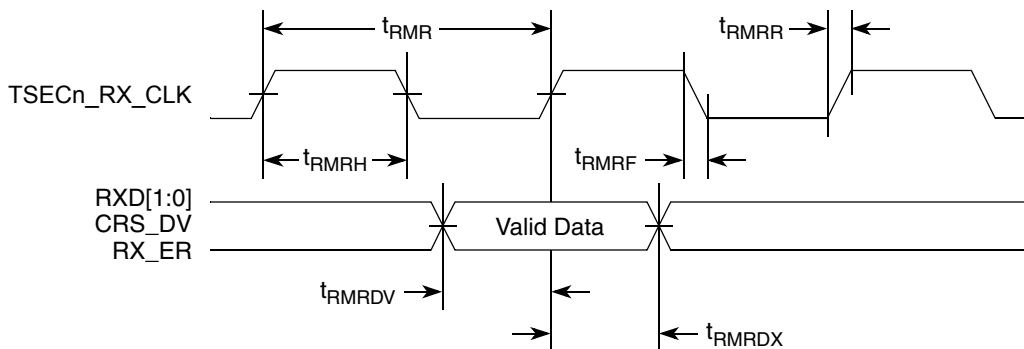 tRMR
tRMRR
TSECn_RX_CLK
tRMRH
tRMRF
RXD[1:0]
CRS_DV
Valid Data
RX_ER
tRMRDV
tRMRDX